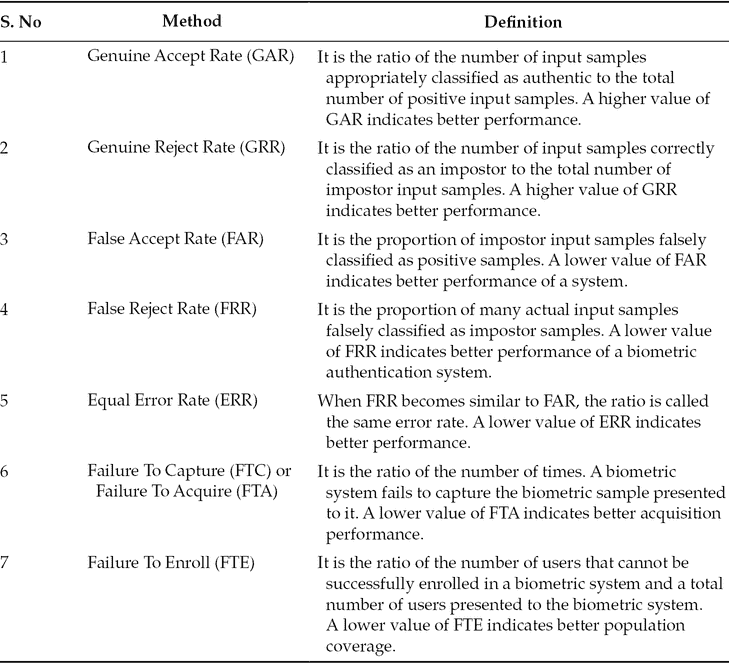 S. No Method Definition
1 Genuine Accept Rate (GAR) It is the ratio of the number of input samples
appropriately classified as authentic to the total
number of positive input samples. A higher value of
GAR indicates better performance.
2 Genuine Reject Rate (GRR) It is the ratio of the number of input samples correctly
classified as an impostor to the total number of
impostor input samples. A higher value of GRR
indicates better performance.
3 False Accept Rate (FAR) It is the proportion of impostor input samples falsely
classified as positive samples. A lower value of FAR
indicates better performance of a system.
4 False Reject Rate (FRR) It is the proportion of many actual input samples
falsely classified as impostor samples. A lower value
of FRR indicates better performance of a biometric
authentication system.
5 Equal Error Rate (ERR) When FRR becomes similar to FAR, the ratio is called
the same error rate. A lower value of ERR indicates
better performance.
6 Failure To Capture (FTC) or It is the ratio of the number of times. A biometric
Failure To Acquire (FTA) system fails to capture the biometric sample presented
to it. A lower value of FTA indicates better acquisition
performance.
7 Failure To Enroll (FTE) It is the ratio of the number of users that cannot be
successfully enrolled in a biometric system and a total
number of users presented to the biometric system.
A lower value of FTE indicates better population
coverage.